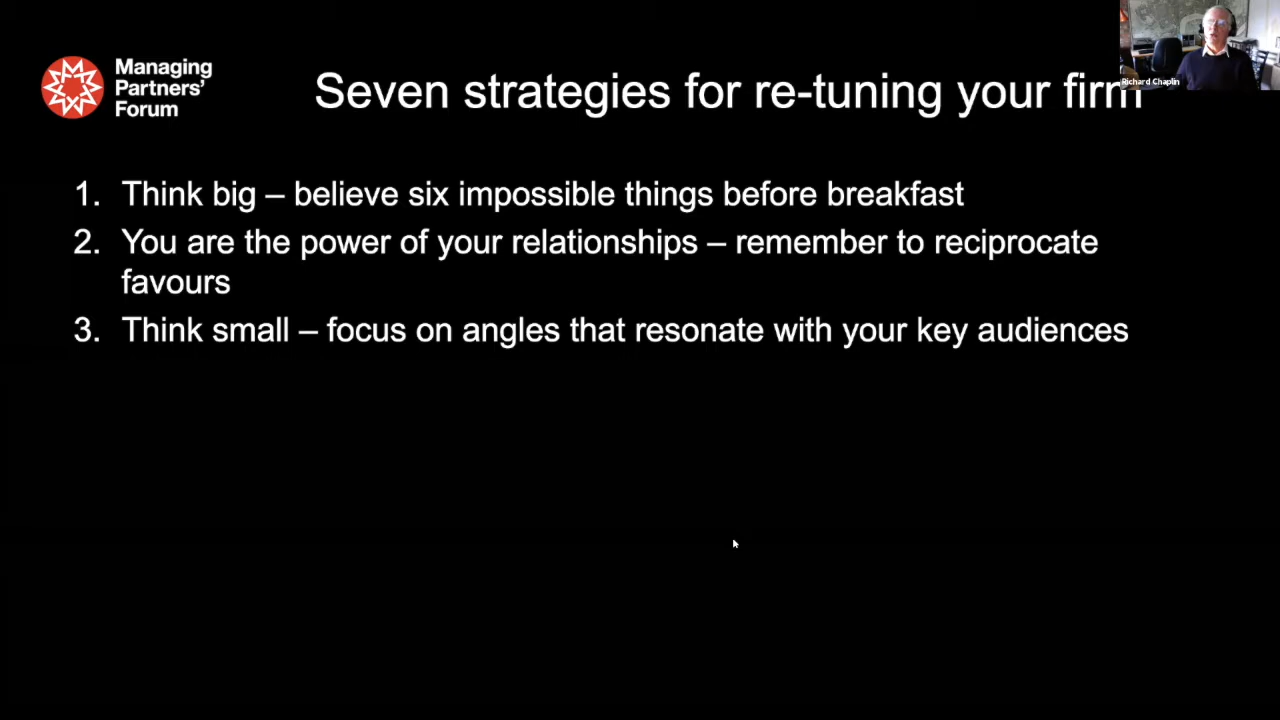 Managing
Partners'
Forum
Seven strategies for re-tuning your firm
Richard Chaplin
1. Think big – believe six impossible things before breakfast
2. You are the power of your relationships – remember to reciprocate
favours
3. Think small – focus on angles that resonate with your key audiences